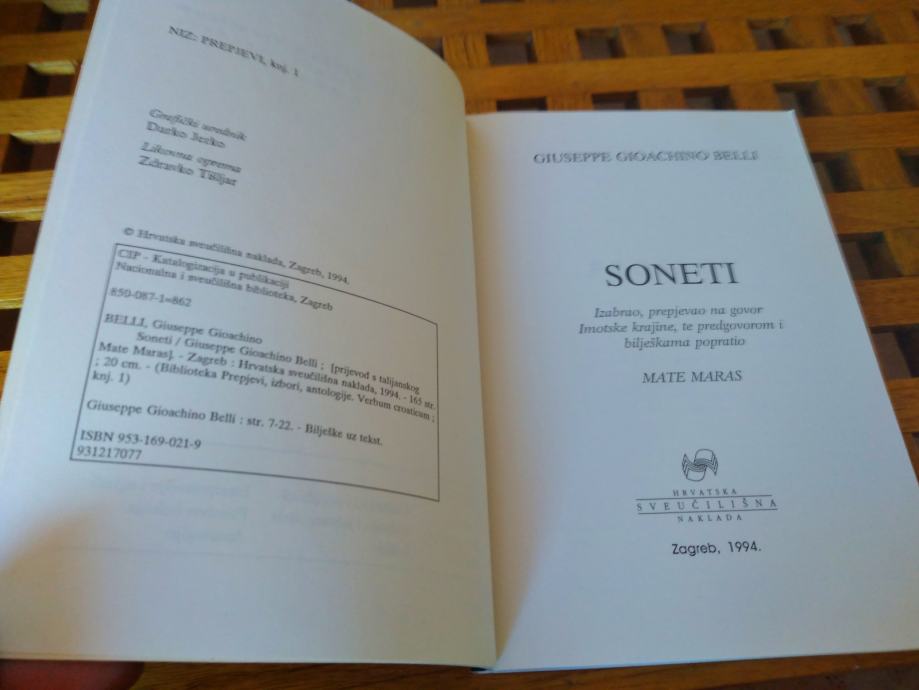 NIZ: PREPJEVI, knj. 1
Grafički urednik
Darko Jerko
Likovna oprema
Zdravko Tišljar
© Hrvatska sveučilišna naklada, Zagreb, 1994.
CIP - Katalogizacija u publikaciji
Nacionalna i sveučilišna biblioteka, Zagreb
850-087-1=862
BELLI, Giuseppe Gioachino
Soneti / Giuseppe Gioachino Belli ; [prijevod s talijanskog
Mate Maras]. - Zagreb : Hrvatska sveučilišna naklada, 1994. - 165 str.
; 20 cm. - (Biblioteka Prepjevi, izbori, antologije. Verbum croaticum ;
knj. 1)
Giuseppe Gioachino Belli : str. 7-22. - Bilješke uz tekst.
ISBN 953-169-021-9
931217077
GIUSEPPE GIOACHINO BELLI
SONETI
Izabrao, prepjevao na govor
Imotske krajine, te predgovorom i
bilješkama popratio
MATE MARAS
HRVATSKA
SVEUČILIŠNA
NAKLADA
Zagreb, 1994.